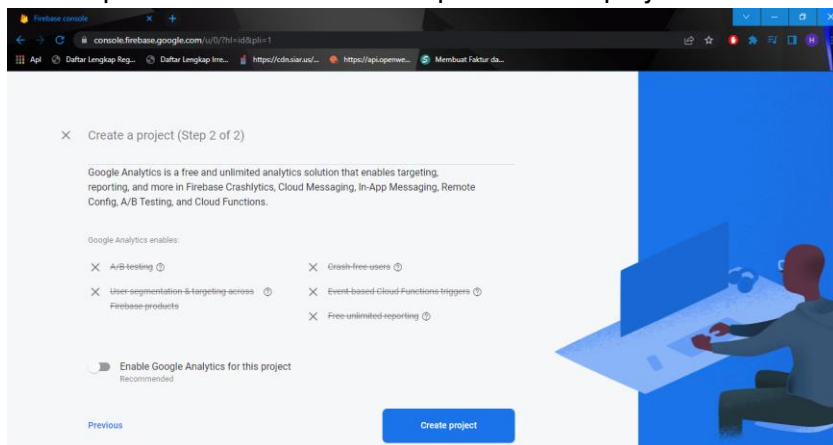 Firebase console
console.firebase.google.com/u/0/?hl=id&pli=1
Apl Daftar Lengkap Reg... Daftar Lengkap Irre... https://cdn.siar.us/... https://api.openwe... Membuat Faktur da...
Create a project (Step 2 of 2)
Google Analytics is a free and unlimited analytics solution that enables targeting,
reporting, and more in Firebase Crashlytics, Cloud Messaging, In-App Messaging, Remote
Config, A/B Testing, and Cloud Functions.
Google Analytics enables:
A/B testing
Crash-free users
User segmentation & targeting across
Firebase products
Event-based Cloud Functions triggers
Free unlimited reporting
Enable Google Analytics for this project
Recommended
Previous
Create project